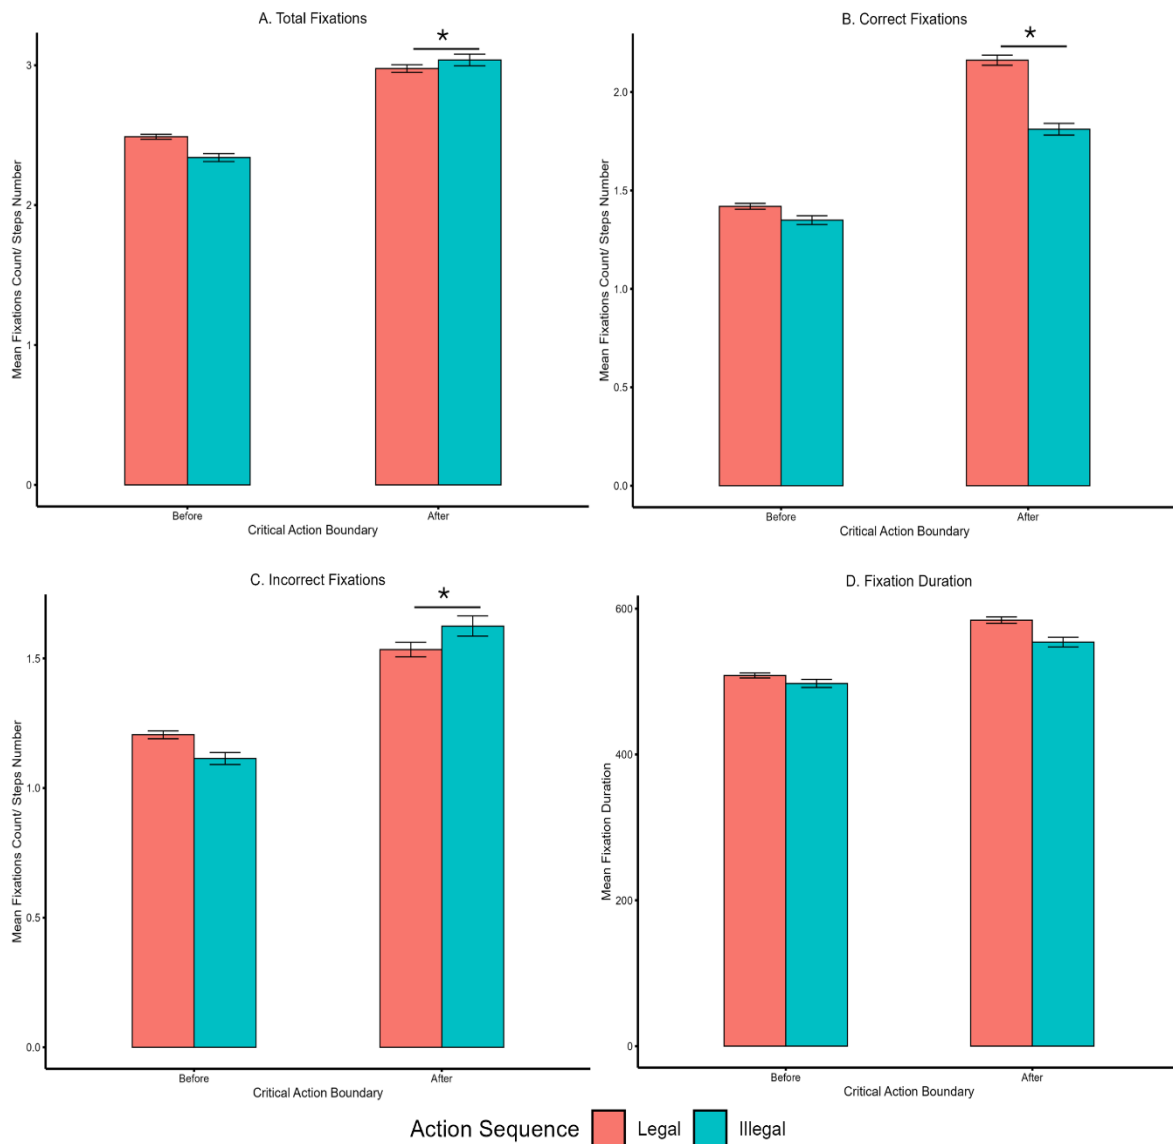 A. Total Fixations
*
Mean Fixations Count/ Steps Number
3
2
1
0
Before
After
Critical Action Boundary
B. Correct Fixations
*
Mean Fixations Count/ Steps Number
2.0
1.5
1.0
0.5
0.0
Before
After
Critical Action Boundary
C. Incorrect Fixations
*
Mean Fixations Count/ Steps Number
1.5
1.0
0.5
0.0
Before
After
Critical Action Boundary
D. Fixation Duration
Mean Fixation Duration
600
400
200
0
Before
After
Critical Action Boundary
Action Sequence Legal Illegal